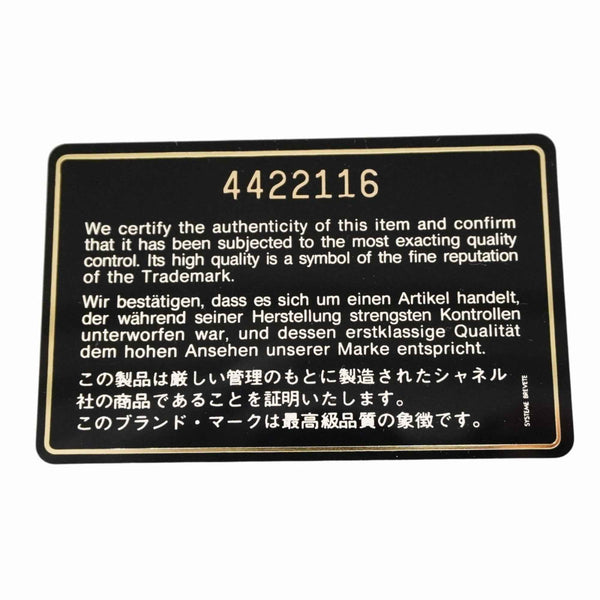 4422116
We certify the authenticity of this item and confirm
that it has been subjected to the most exacting quality
control. Its high quality is a symbol of the fine reputation
of the Trademark.
Wir bestätigen, dass es sich um einen Artikel handelt,
der während seiner Herstellung strengsten Kontrollen
unterworfen war, und dessen erstklassige Qualität
dem hohen Ansehen unserer Marke entspricht.
この製品は厳しい管理のもとに製造されたシャネル
社の商品であることを証明いたします。
このブランド・マークは最高級品質の象徴です。
SYSTEME BREVETE